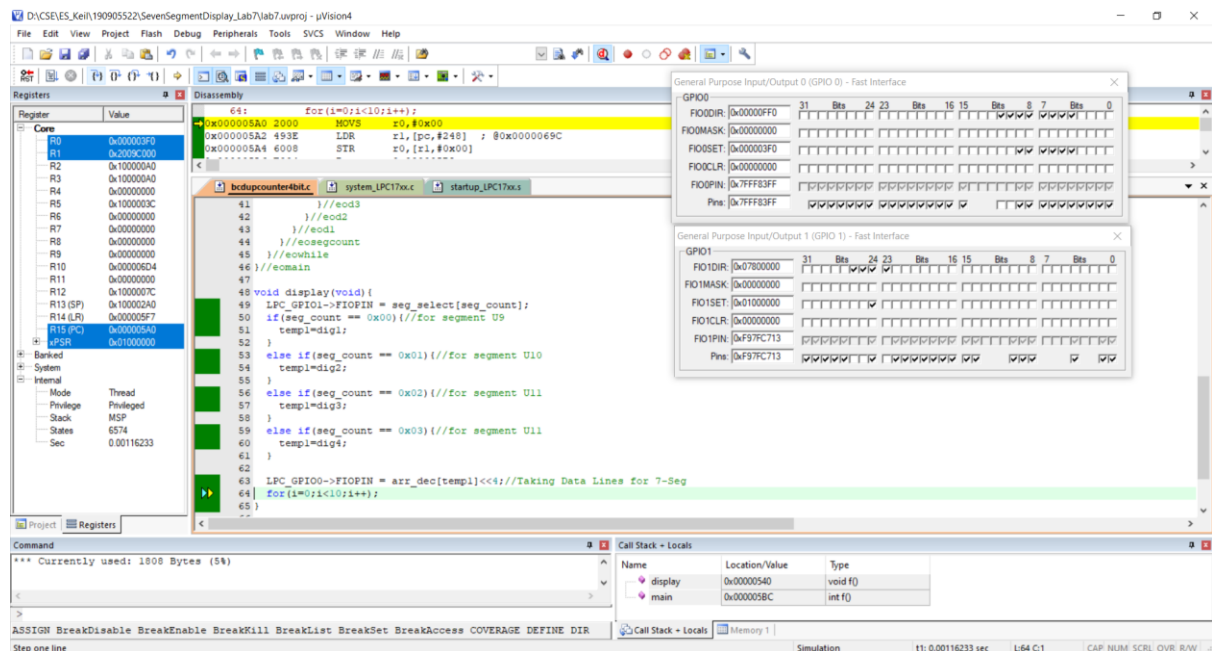 D:\CSE\ES_Keil\190905522\SevenSegmentDisplay_Lab7\lab7.uvproj - µVision4
File Edit View Project Flash Debug Peripherals Tools SVCS Window Help
RST
Registers
Register Value
Core
R0 0x000003F0
R1 0x2009C000
R2 0x100000A0
R3 0x100000A0
R4 0x00000000
R5 0x1000003C
R6 0x00000000
R7 0x00000000
R8 0x00000000
R9 0x00000000
R10 0x000006D4
R11 0x00000000
R12 0x1000007C
R13 (SP) 0x100002A0
R14 (LR) 0x000005F7
R15 (PC) 0x000005A0
xPSR 0x01000000
Banked
System
Internal
Mode Thread
Privilege Privileged
Stack MSP
States 6574
Sec 0.00116233
Project Registers
Disassembly
64: for(i=0;i<10;i++);
0x000005A0 2000 MOVS r0,#0x00
0x000005A2 493E LDR r1,[pc,#248] ; @0x0000069C
0x000005A4 6008 STR r0,[r1,#0x00]
bcdupcounter4bit.c system_LPC17xx.c startup_LPC17xx.s
41 }//eod3
42 }//eod2
43 }//eod1
44 }//eosegcount
45 }//eowhile
46 }//eomain
47
48 void display(void){
49 LPC_GPIO1->FIOPIN = seg_select[seg_count];
50 if(seg_count == 0x00){//for segment U9
51 temp1=dig1;
52 }
53 else if(seg_count == 0x01){//for segment U10
54 temp1=dig2;
55 }
56 else if(seg_count == 0x02){//for segment U11
57 temp1=dig3;
58 }
59 else if(seg_count == 0x03){//for segment U11
60 temp1=dig4;
61 }
62
63 LPC_GPIO0->FIOPIN = arr_dec[temp1]<<4;//Taking Data Lines for 7-Seg
64 for(i=0;i<10;i++);
65 }
General Purpose Input/Output 0 (GPIO 0) - Fast Interface
GPIO0
31 Bits 24 23 Bits 16 15 Bits 8 7 Bits 0
FIO0DIR: 0x00000FF0
FIO0MASK: 0x00000000
FIO0SET: 0x000003F0
FIO0CLR: 0x00000000
FIO0PIN: 0x7FFF83FF
Pins: 0x7FFF83FF
General Purpose Input/Output 1 (GPIO 1) - Fast Interface
GPIO1
31 Bits 24 23 Bits 16 15 Bits 8 7 Bits 0
FIO1DIR: 0x07800000
FIO1MASK: 0x00000000
FIO1SET: 0x01000000
FIO1CLR: 0x00000000
FIO1PIN: 0xF97FC713
Pins: 0xF97FC713
Command
*** Currently used: 1808 Bytes (5%)
>
ASSIGN BreakDisable BreakEnable BreakKill BreakList BreakSet BreakAccess COVERAGE DEFINE DIR
Call Stack + Locals
Name Location/Value Type
display 0x00000540 void f()
main 0x000005BC int f()
Call Stack + Locals Memory 1
Step one line Simulation t1: 0.00116233 sec L:64 C:1 CAP NUM SCRL OVR R/W